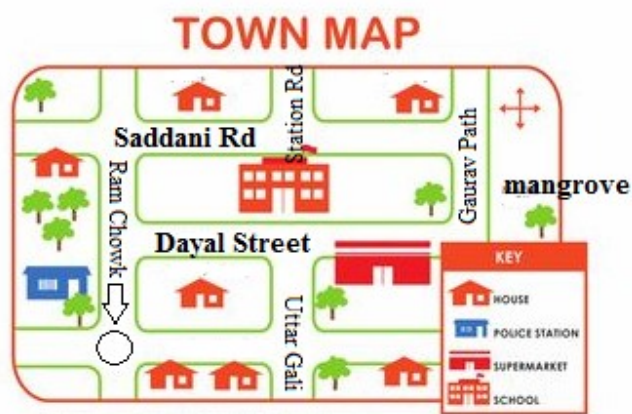 TOWN MAP
Station Rd
Saddani Rd
Ram Chowk
Gaurav Path
mangrove
Dayal Street
Uttar Gali
KEY
HOUSE
POLICE STATION
SUPERMARKET
SCHOOL